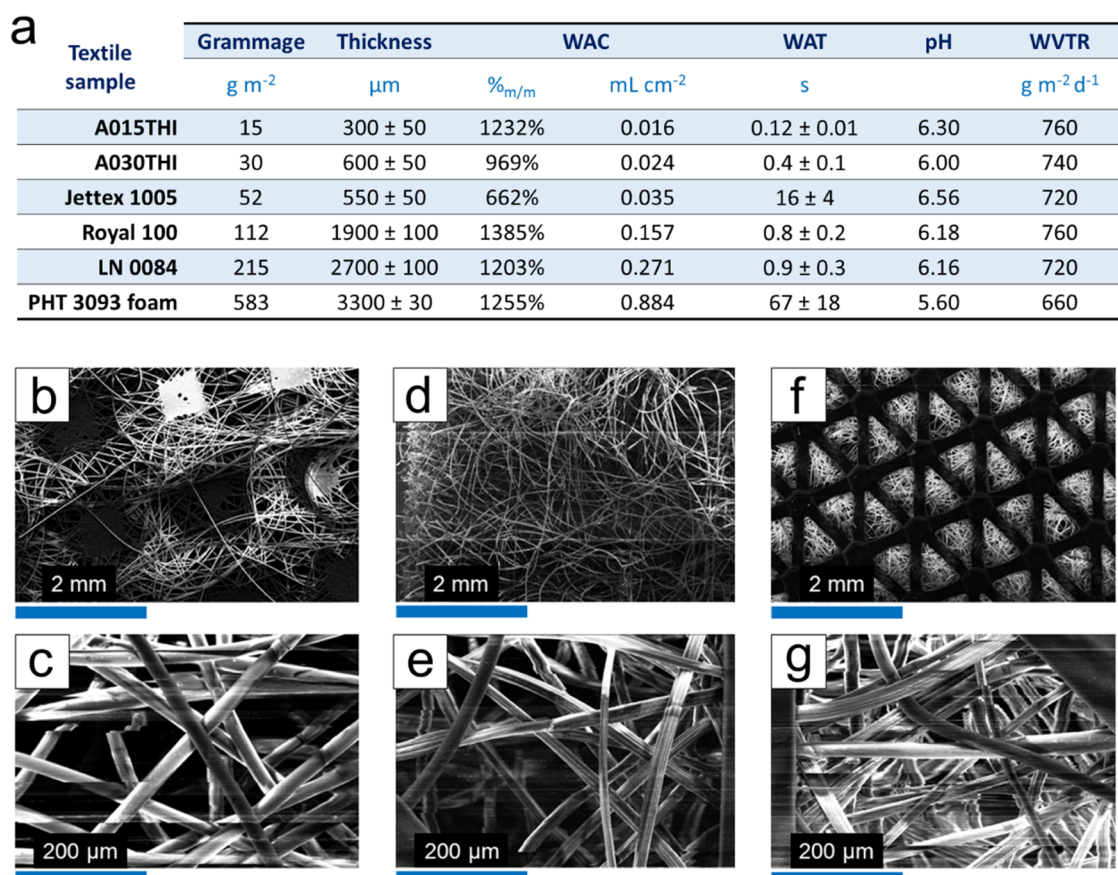 a
Textile sample Grammage Thickness WAC WAT pH WVTR
g m-2 µm %m/m mL cm-2 s g m-2 d-1
A015THI 15 300 ± 50 1232% 0.016 0.12 ± 0.01 6.30 760
A030THI 30 600 ± 50 969% 0.024 0.4 ± 0.1 6.00 740
Jettex 1005 52 550 ± 50 662% 0.035 16 ± 4 6.56 720
Royal 100 112 1900 ± 100 1385% 0.157 0.8 ± 0.2 6.18 760
LN 0084 215 2700 ± 100 1203% 0.271 0.9 ± 0.3 6.16 720
PHT 3093 foam 583 3300 ± 30 1255% 0.884 67 ± 18 5.60 660
b d f
2 mm 2 mm 2 mm
c e g
200 µm 200 µm 200 µm